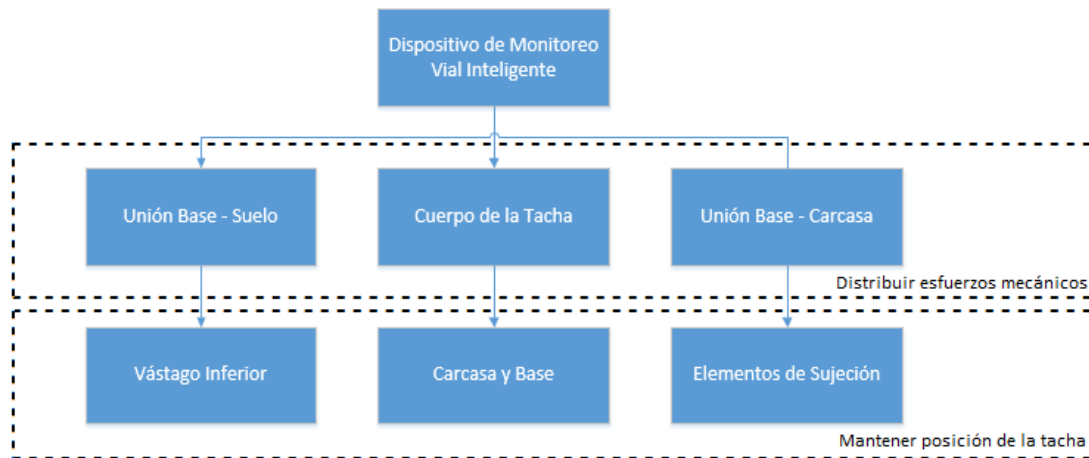 Dispositivo de Monitoreo
Vial Inteligente
Unión Base - Suelo
Cuerpo de la Tacha
Unión Base - Carcasa
Distribuir esfuerzos mecánicos
Vástago Inferior
Carcasa y Base
Elementos de Sujeción
Mantener posición de la tacha